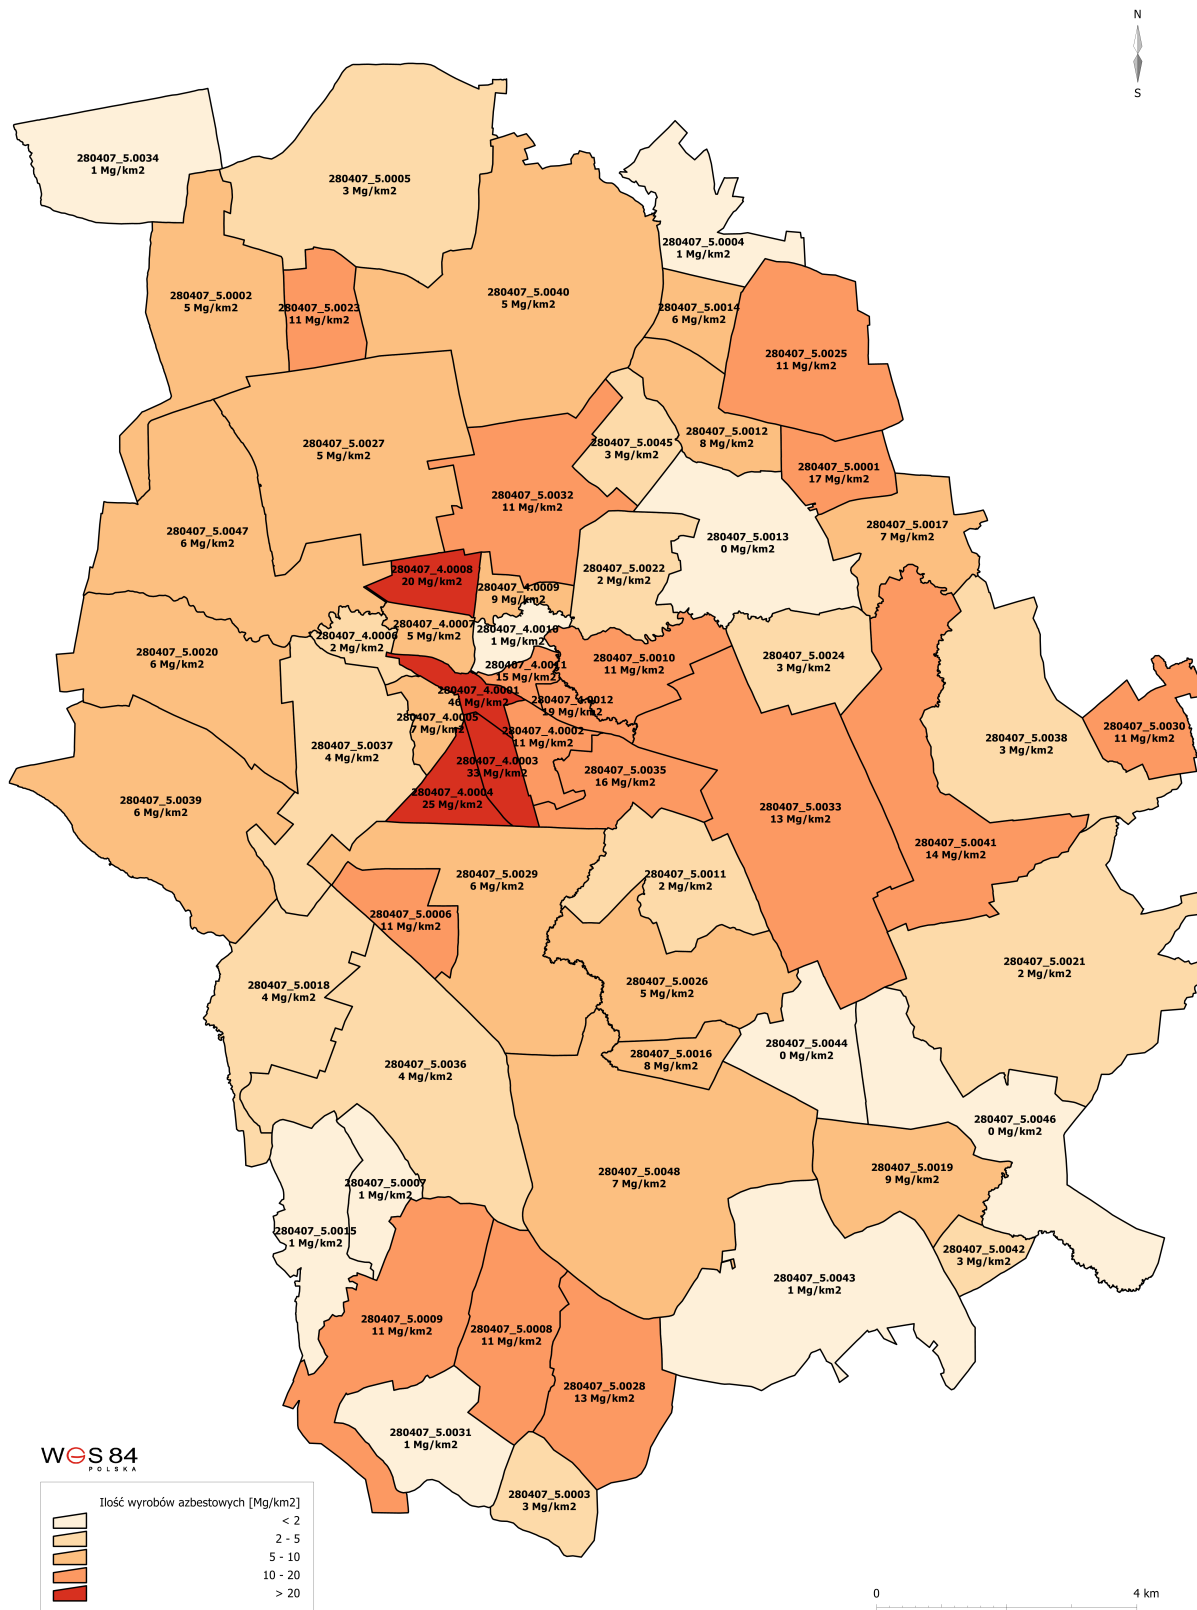 N
S
280407_5.0034
1 Mg/km2
280407_5.0005
3 Mg/km2
280407_5.0004
1 Mg/km2
280407_5.0002
5 Mg/km2
280407_5.0023
11 Mg/km2
280407_5.0040
5 Mg/km2
280407_5.0014
6 Mg/km2
280407_5.0025
11 Mg/km2
280407_5.0027
5 Mg/km2
280407_5.0045
3 Mg/km2
280407_5.0012
8 Mg/km2
280407_5.0001
17 Mg/km2
280407_5.0032
11 Mg/km2
280407_5.0047
6 Mg/km2
280407_5.0013
0 Mg/km2
280407_5.0017
7 Mg/km2
280407_4.0008
20 Mg/km2
280407_4.0009
9 Mg/km2
280407_5.0022
2 Mg/km2
280407_4.0006
2 Mg/km2
280407_4.0007
5 Mg/km2
280407_4.0010
1 Mg/km2
280407_5.0020
6 Mg/km2
280407_4.0011
15 Mg/km2
280407_5.0010
11 Mg/km2
280407_5.0024
3 Mg/km2
280407_4.0001
46 Mg/km2
280407_4.0012
19 Mg/km2
280407_4.0005
7 Mg/km2
280407_4.0002
11 Mg/km2
280407_5.0037
4 Mg/km2
280407_5.0038
3 Mg/km2
280407_5.0030
11 Mg/km2
280407_4.0003
33 Mg/km2
280407_5.0035
16 Mg/km2
280407_4.0004
25 Mg/km2
280407_5.0039
6 Mg/km2
280407_5.0033
13 Mg/km2
280407_5.0041
14 Mg/km2
280407_5.0029
6 Mg/km2
280407_5.0011
2 Mg/km2
280407_5.0006
11 Mg/km2
280407_5.0021
2 Mg/km2
280407_5.0018
4 Mg/km2
280407_5.0026
5 Mg/km2
280407_5.0044
0 Mg/km2
280407_5.0016
8 Mg/km2
280407_5.0036
4 Mg/km2
280407_5.0046
0 Mg/km2
280407_5.0048
7 Mg/km2
280407_5.0019
9 Mg/km2
280407_5.0007
1 Mg/km2
280407_5.0015
1 Mg/km2
280407_5.0042
3 Mg/km2
280407_5.0043
1 Mg/km2
280407_5.0009
11 Mg/km2
280407_5.0008
11 Mg/km2
280407_5.0028
13 Mg/km2
280407_5.0031
1 Mg/km2
280407_5.0003
3 Mg/km2
WGS 84
POLSKA
Ilość wyrobów azbestowych [Mg/km2]
< 2
2 - 5
5 - 10
10 - 20
> 20
0 4 km